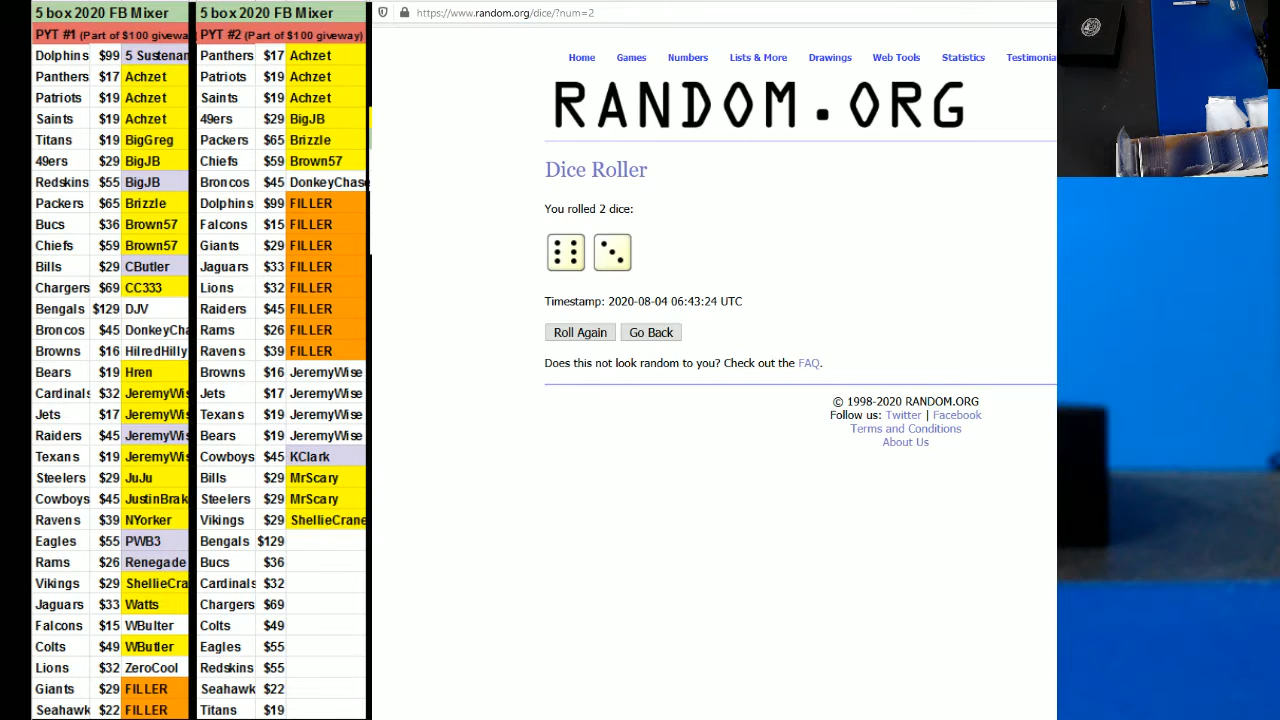 5 box 2020 FB Mixer
PYT #1 (Part of $100 giveway
Dolphins $99 5 Sustenan
Panthers $17 Achzet
Patriots $19 Achzet
Saints $19 Achzet
Titans $19 BigGreg
49ers $29 BigJB
Redskins $55 BigJB
Packers $65 Brizzle
Bucs $36 Brown57
Chiefs $59 Brown57
Bills $29 CButler
Chargers $69 CC333
Bengals $129 DJV
Broncos $45 DonkeyCha
Browns $16 HilredHilly
Bears $19 Hren
Cardinals $32 JeremyWis
Jets $17 JeremyWis
Raiders $45 JeremyWis
Texans $19 JeremyWis
Steelers $29 JuJu
Cowboys $45 JustinBrak
Ravens $39 NYorker
Eagles $55 PWB3
Rams $26 Renegade
Vikings $29 ShellieCra
Jaguars $33 Watts
Falcons $15 WBulter
Colts $49 WButler
Lions $32 ZeroCool
Giants $29 FILLER
Seahawk $22 FILLER
5 box 2020 FB Mixer
PYT #2 (Part of $100 giveway)
Panthers $17 Achzet
Patriots $19 Achzet
Saints $19 Achzet
49ers $29 BigJB
Packers $65 Brizzle
Chiefs $59 Brown57
Broncos $45 DonkeyChase
Dolphins $99 FILLER
Falcons $15 FILLER
Giants $29 FILLER
Jaguars $33 FILLER
Lions $32 FILLER
Raiders $45 FILLER
Rams $26 FILLER
Ravens $39 FILLER
Browns $16 JeremyWise
Jets $17 JeremyWise
Texans $19 JeremyWise
Bears $19 JeremyWise
Cowboys $45 KClark
Bills $29 MrScary
Steelers $29 MrScary
Vikings $29 ShellieCrane
Bengals $129
Bucs $36
Cardinals $32
Chargers $69
Colts $49
Eagles $55
Redskins $55
Seahawk $22
Titans $19
https://www.random.org/dice/?num=2
Home Games Numbers Lists & More Drawings Web Tools Statistics Testimonia
RANDOM.ORG
Dice Roller
You rolled 2 dice:
Timestamp: 2020-08-04 06:43:24 UTC
Roll Again Go Back
Does this not look random to you? Check out the FAQ.
© 1998-2020 RANDOM.ORG
Follow us: Twitter | Facebook
Terms and Conditions
About Us